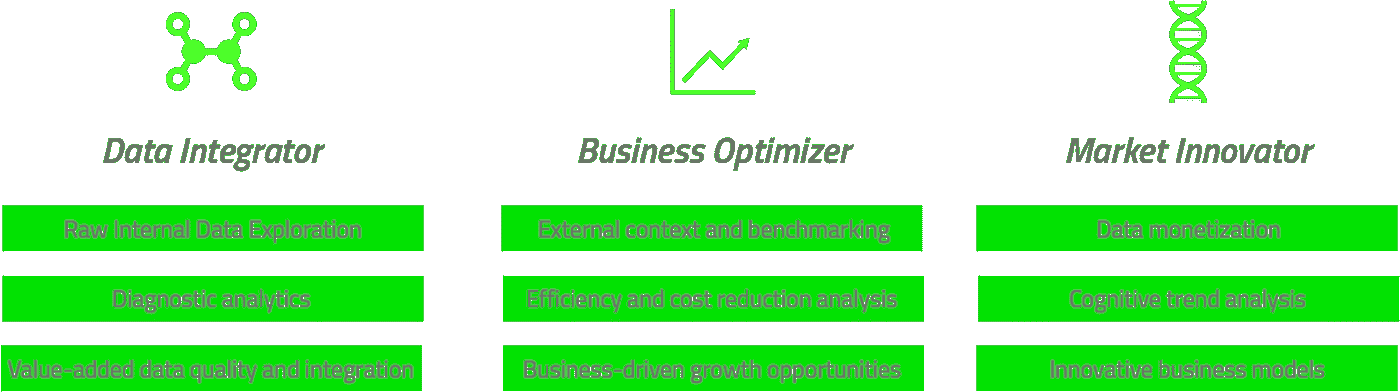 Data Integrator
Business Optimizer
Market Innovator
Raw Internal Data Exploration
External context and benchmarking
Data monetization
Diagnostic analytics
Efficiency and cost reduction analysis
Cognitive trend analysis
Value-added data quality and integration
Business-driven growth opportunities
Innovative business models